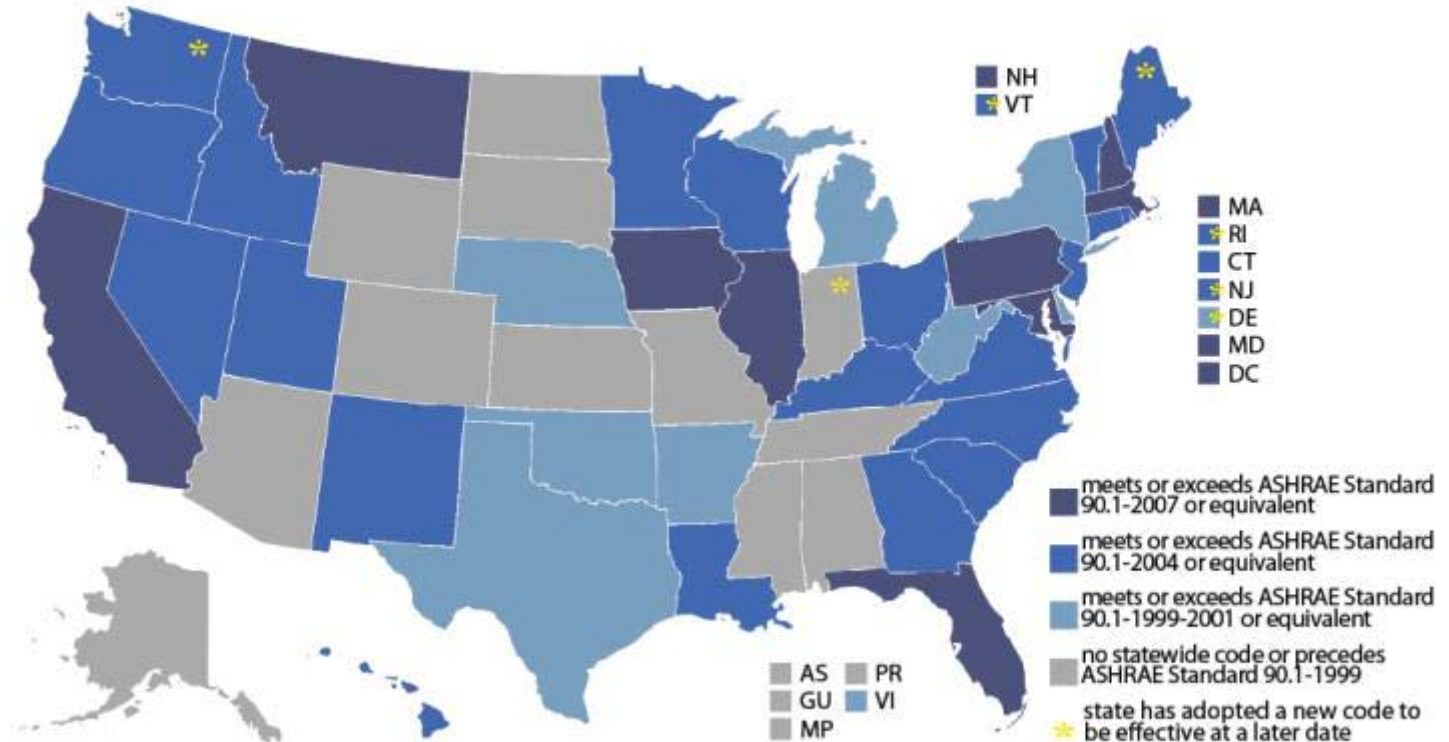 NH
VT
MA
RI
CT
NJ
DE
MD
DC
meets or exceeds ASHRAE Standard
90.1-2007 or equivalent
meets or exceeds ASHRAE Standard
90.1-2004 or equivalent
meets or exceeds ASHRAE Standard
90.1-1999-2001 or equivalent
no statewide code or precedes
ASHRAE Standard 90.1-1999
state has adopted a new code to
be effective at a later date
AS PR
GU VI
MP